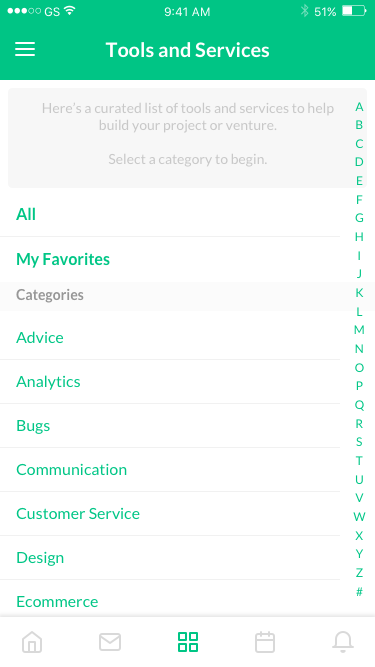 GS 9:41 AM 51%
Tools and Services
Here's a curated list of tools and services to help
build your project or venture.
Select a category to begin.
All
My Favorites
Categories
Advice
Analytics
Bugs
Communication
Customer Service
Design
Ecommerce
A
B
C
D
E
F
G
H
I
J
K
L
M
N
O
P
Q
R
S
T
U
V
W
X
Y
Z
#